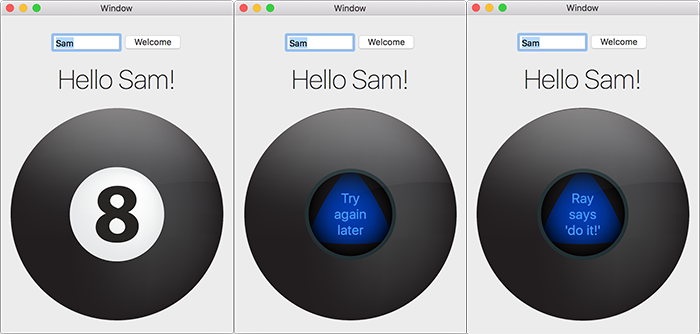 Window
Sam
Welcome
Hello Sam!
8
Window
Sam
Welcome
Hello Sam!
Try
again
later
Window
Sam
Welcome
Hello Sam!
Ray
says
'do it!'